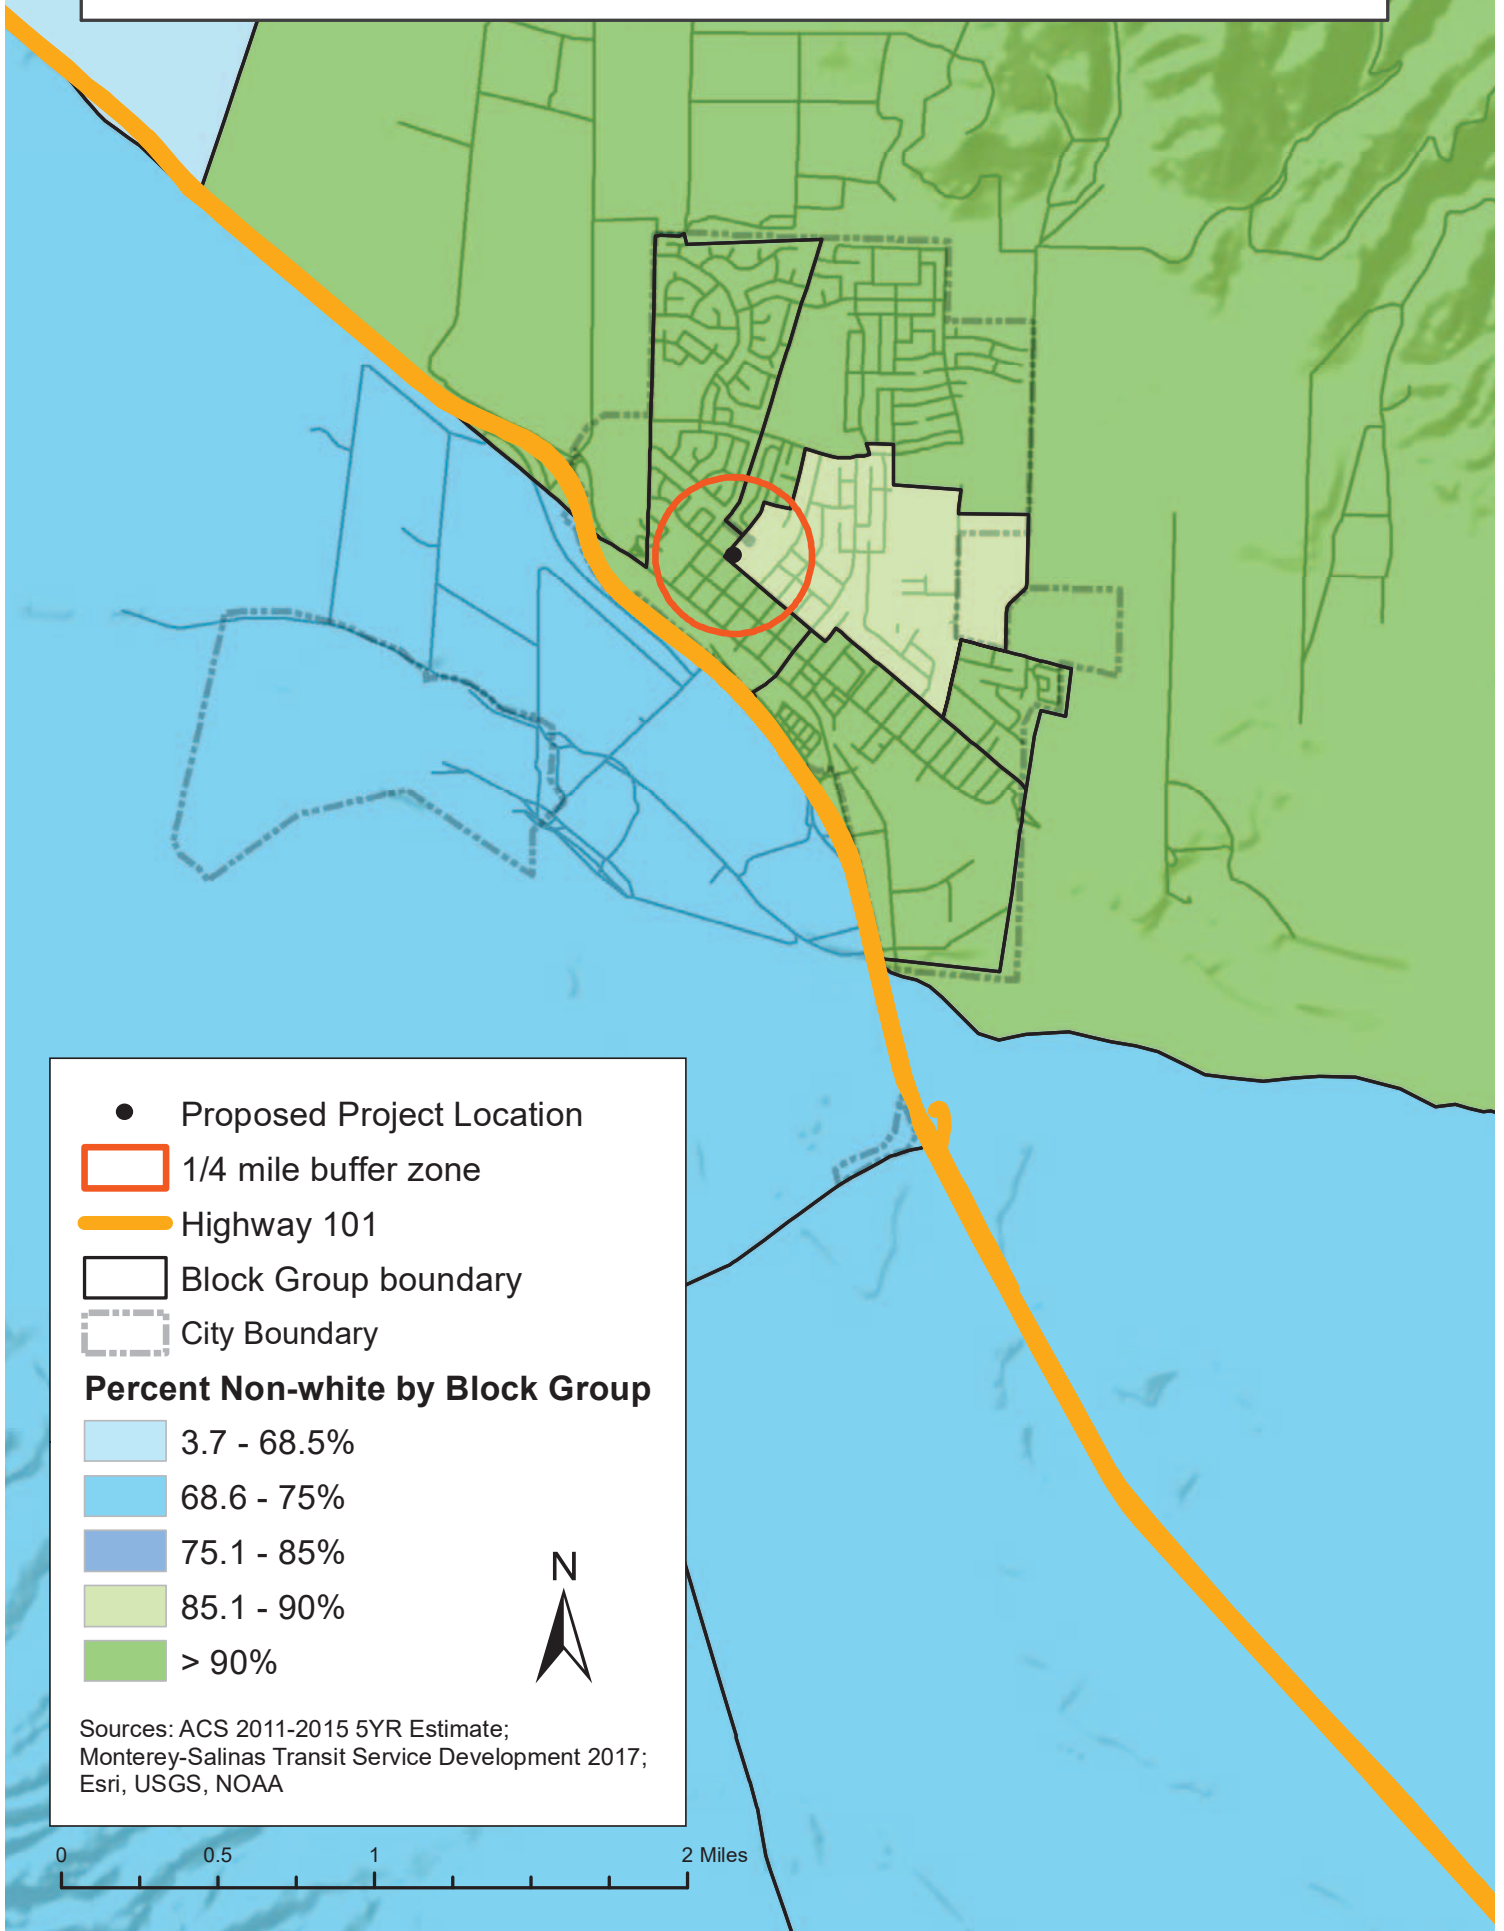 Proposed Project Location
1/4 mile buffer zone
Highway 101
Block Group boundary
City Boundary
Percent Non-white by Block Group
3.7 - 68.5%
68.6 - 75%
75.1 - 85%
85.1 - 90%
> 90%
N
Sources: ACS 2011-2015 5YR Estimate;
Monterey-Salinas Transit Service Development 2017;
Esri, USGS, NOAA
0 0.5 1 2 Miles